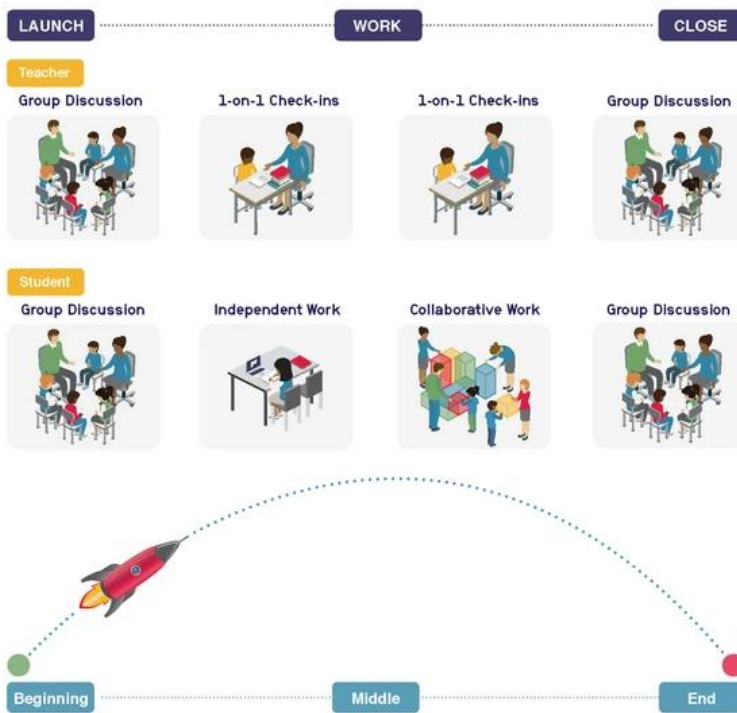 LAUNCH WORK CLOSE
Teacher
Group Discussion 1-on-1 Check-ins 1-on-1 Check-ins Group Discussion
Student
Group Discussion Independent Work Collaborative Work Group Discussion
Beginning Middle End